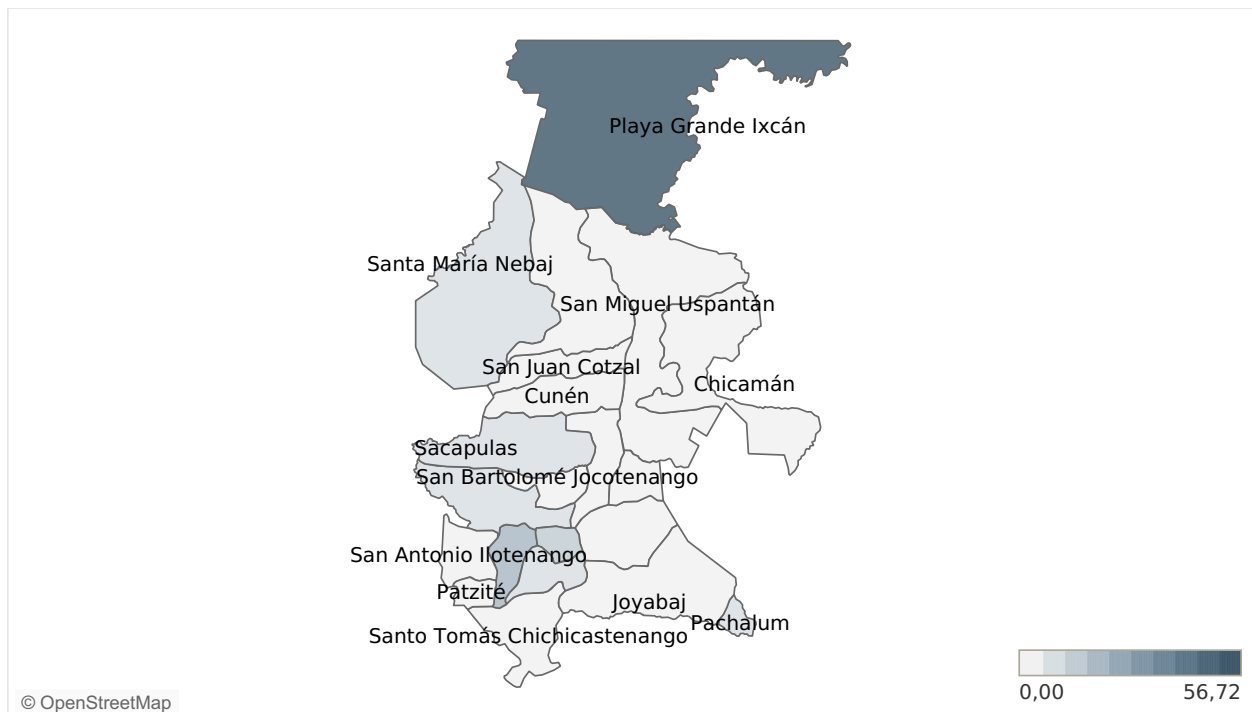 Playa Grande Ixcán
Santa María Nebaj
San Miguel Uspantán
San Juan Cotzal
Chicamán
Cunén
Sacapulas
San Bartolomé Jocotenango
San Antonio Ilotenango
Patzité
Joyabaj
Pachalum
Santo Tomás Chichicastenango
0,00 56,72
© OpenStreetMap